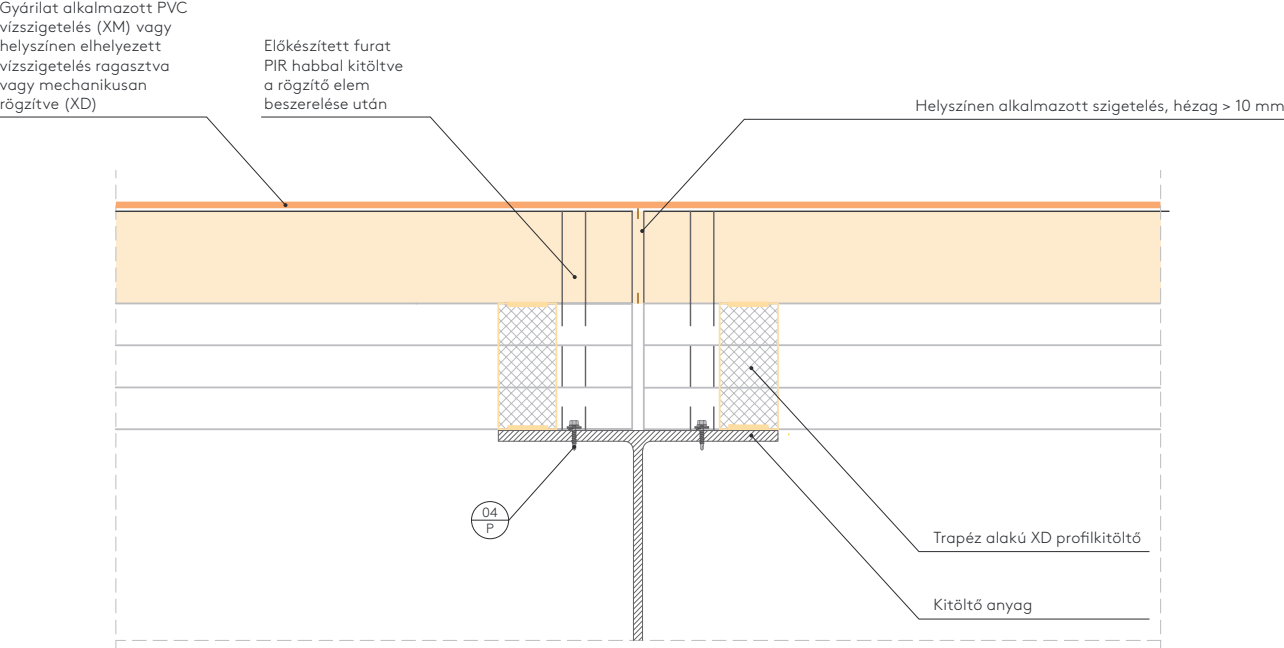 Gyárilat alkalmazott PVC
vízszigetelés (XM) vagy
helyszínen elhelyezett
vízszigetelés ragasztva
vagy mechanikusan
rögzítve (XD)
Előkészített furat
PIR habbal kitöltve
a rögzítő elem
beszerelése után
Helyszínen alkalmazott szigetelés, hézag > 10 mm
04
P
Trapéz alakú XD profilkitöltő
Kitöltő anyag